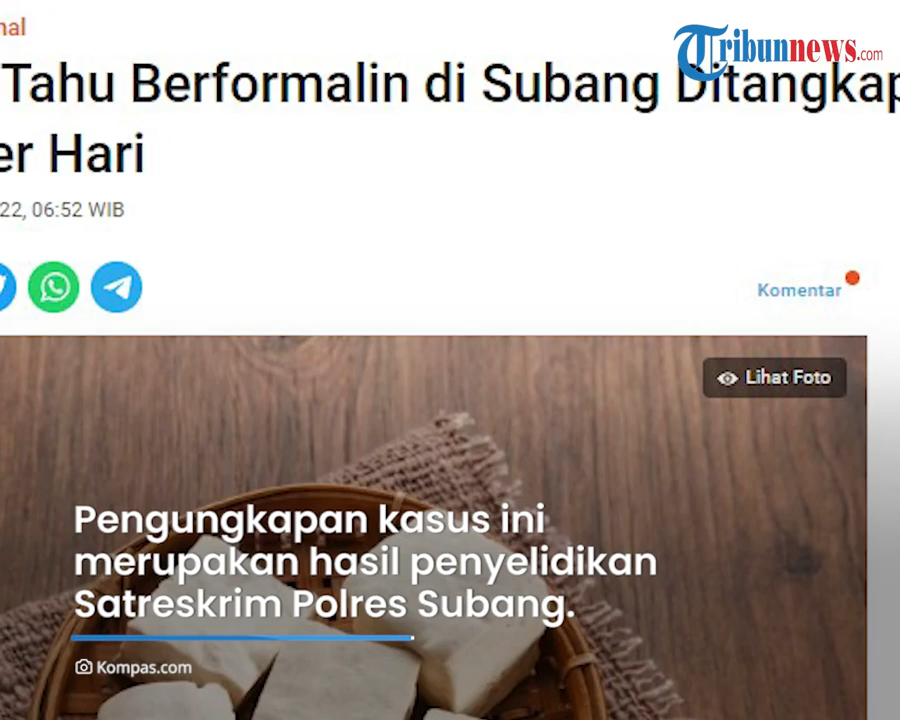 nal
Tribunnews.com
Tahu Berformalin di Subang Ditangkap
er Hari
22, 06:52 WIB
Komentar
Lihat Foto
Pengungkapan kasus ini
merupakan hasil penyelidikan
Satreskrim Polres Subang.
Kompas.com